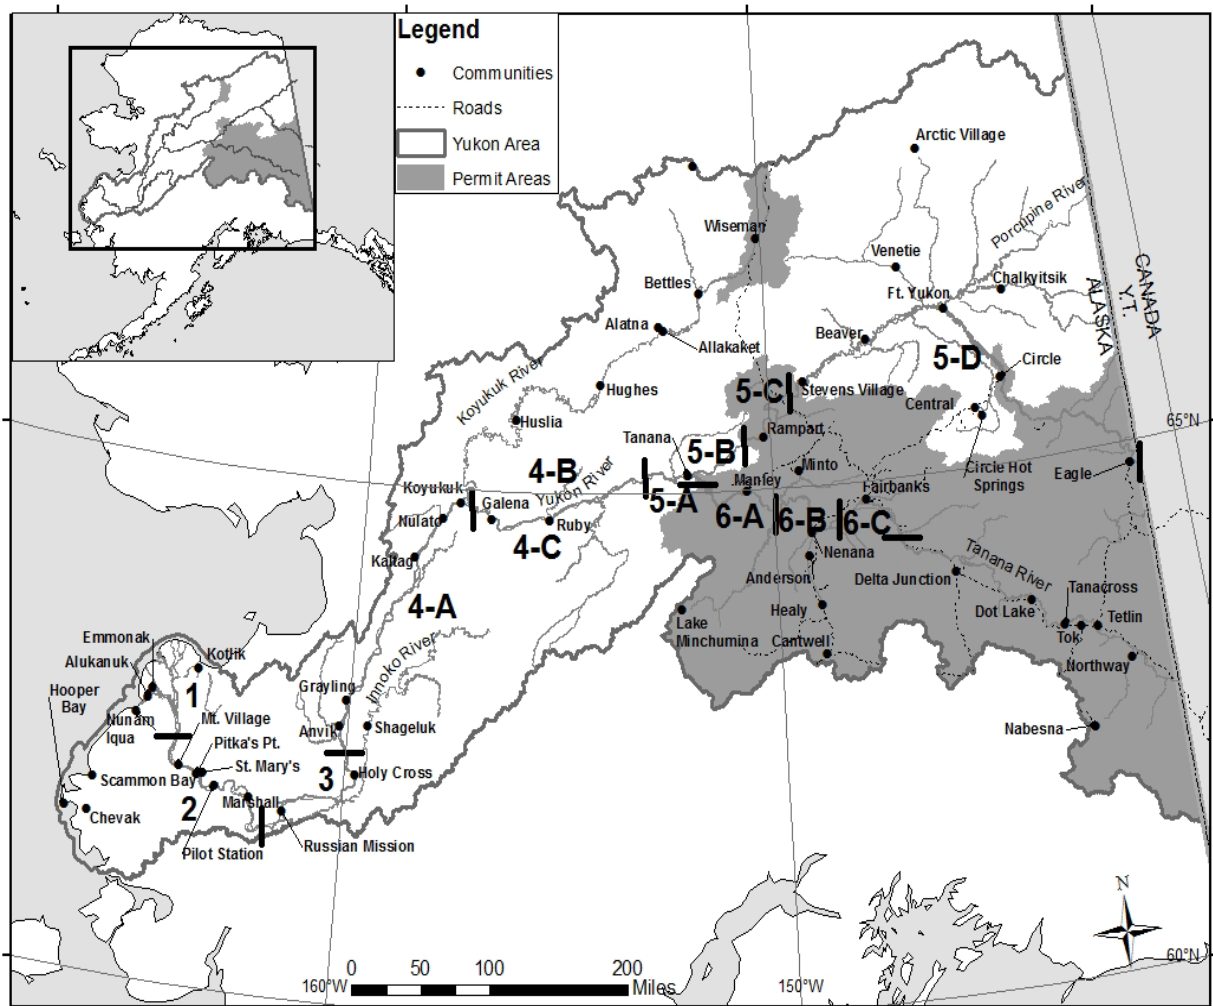 Legend
Communities
Roads
Yukon Area
Permit Areas
Arctic Village
Porcupine River
Wiseman
Venetie
Chalkyitsik
Bettles
Ft. Yukon
CANADA
Y.T.
ALASKA
Alatna
Allakaket
Beaver
5-D
Circle
Koyukuk River
Hughes
5-C
Stevens Village
Central
65°N
Huslia
Tanana
Rampart
5-B
4-B
Yukon River
Minto
Circle Hot
Springs
Eagle
Koyukuk
Galena
5-A
Manley
Fairbanks
Nulato
Ruby
6-A
6-B
6-C
4-C
Nenana
Kaltag
Anderson
Delta Junction
Tanana River
Tanacross
4-A
Healy
Dot Lake
Tetlin
Lake
Minchumina
Cantwell
Tok
Northway
Emmonak
Alukanuk
Kotlik
Innoko River
Hooper
Bay
1
Grayling
Nunam
Iqua
Mt. Village
Anvik
Shageluk
Nabesna
Pitka's Pt.
St. Mary's
Scammon Bay
3
Holy Cross
2
Marshall
Chevak
Pilot Station
Russian Mission
N
60°N
0
50
100
200
Miles
160°W
150°W